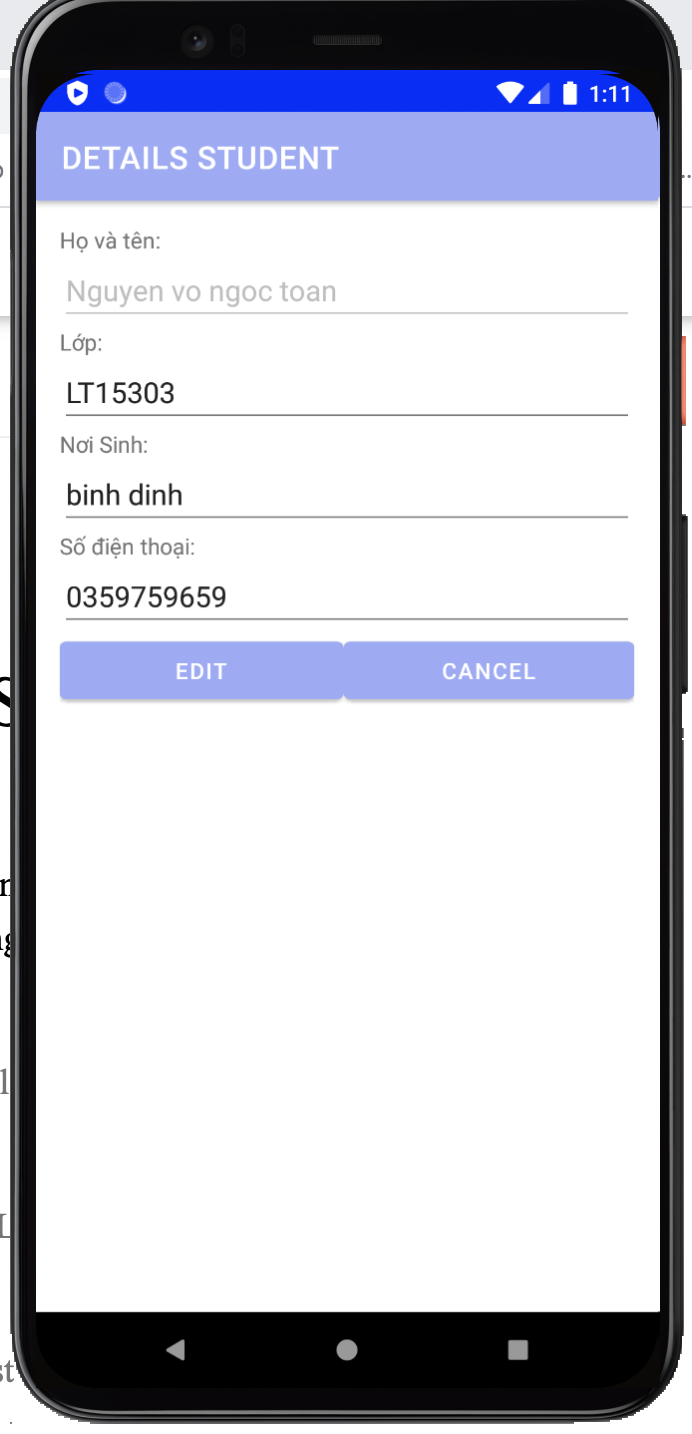 1:11
DETAILS STUDENT
Họ và tên:
Nguyen vo ngoc toan
Lớp:
LT15303
Nơi Sinh:
binh dinh
Số điện thoại:
0359759659
EDIT CANCEL